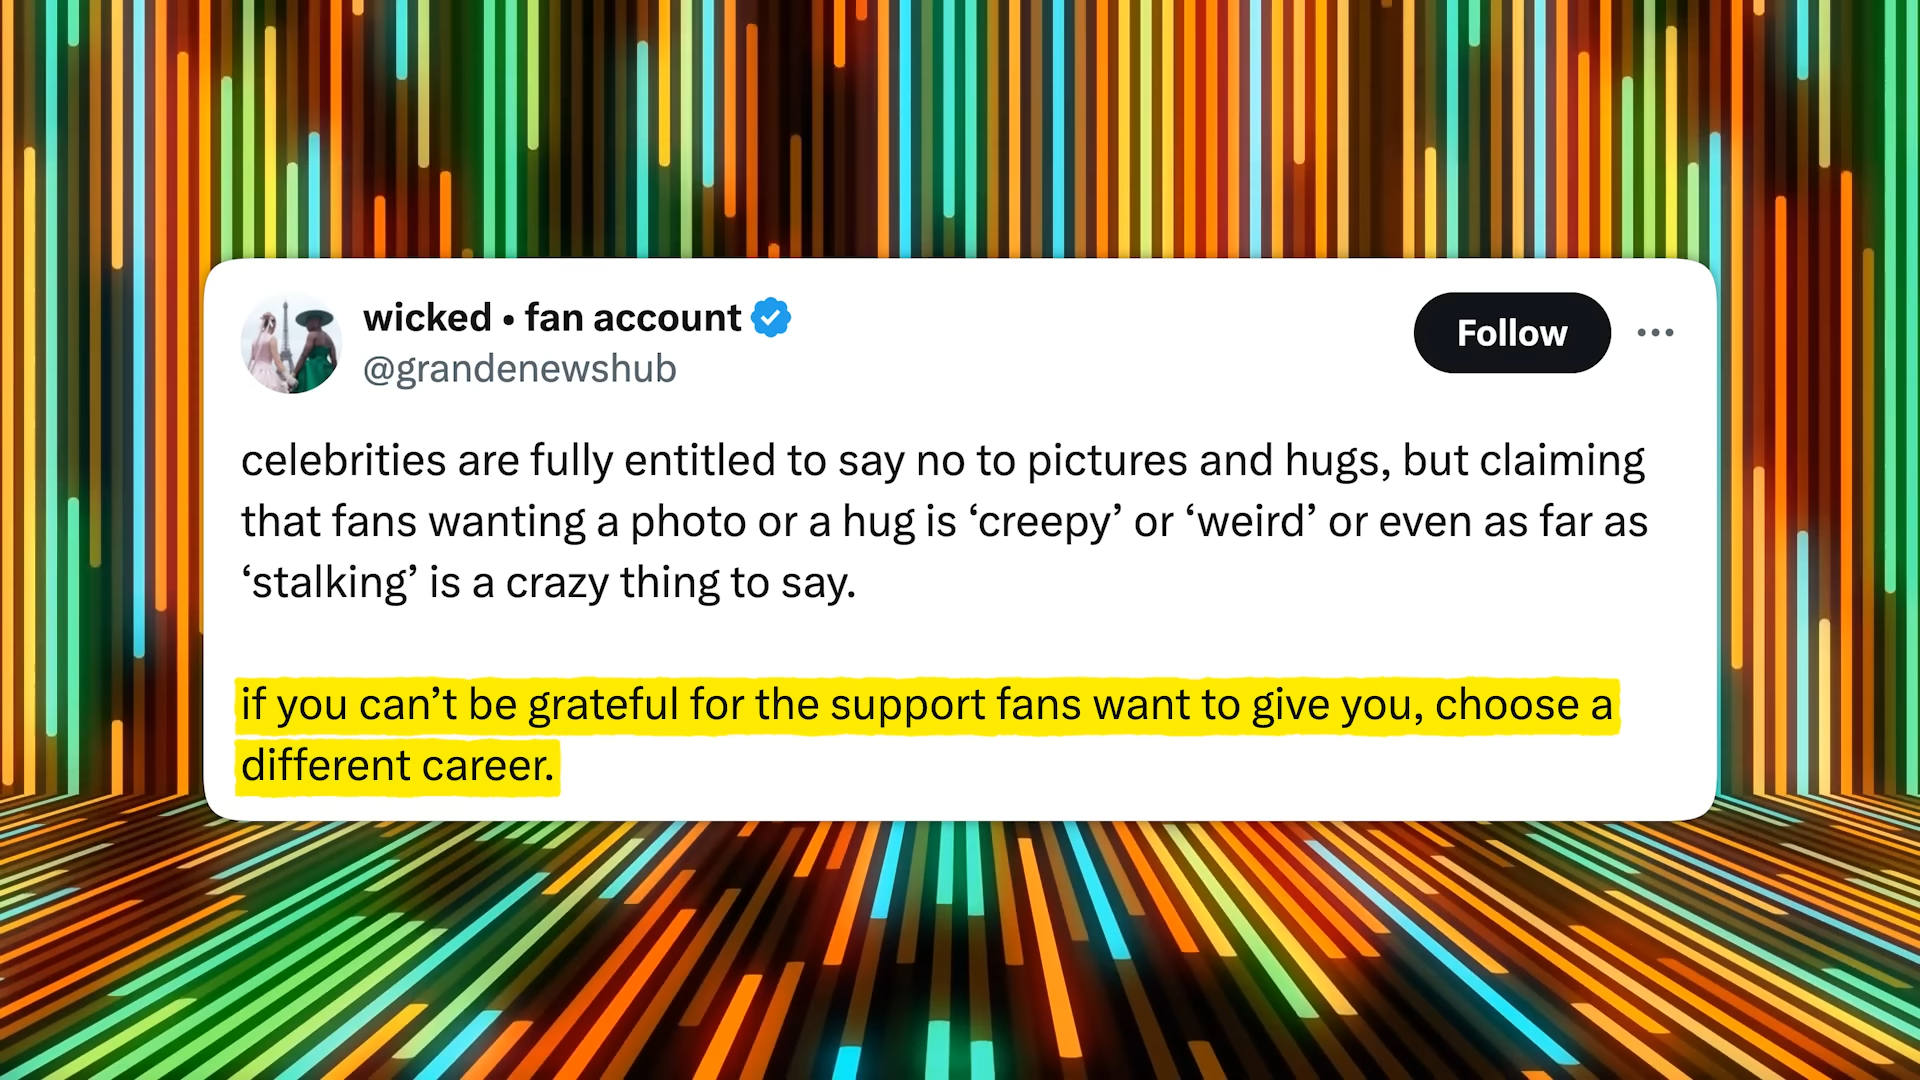 wicked • fan account
@grandenewshub
Follow
celebrities are fully entitled to say no to pictures and hugs, but claiming
that fans wanting a photo or a hug is ‘creepy’ or ‘weird’ or even as far as
‘stalking’ is a crazy thing to say.
if you can’t be grateful for the support fans want to give you, choose a
different career.